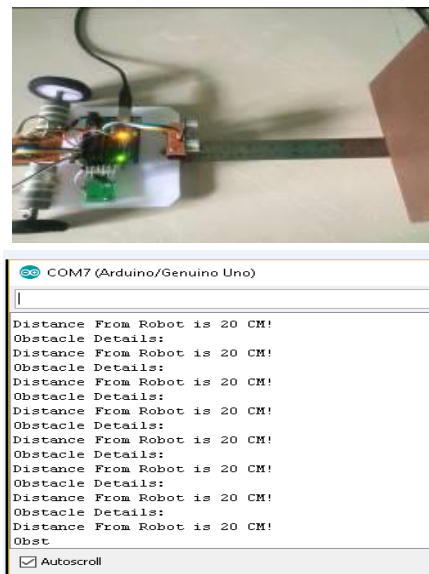 COM7 (Arduino/Genuino Uno)
Distance From Robot is 20 CM!
Obstacle Details:
Distance From Robot is 20 CM!
Obstacle Details:
Distance From Robot is 20 CM!
Obstacle Details:
Distance From Robot is 20 CM!
Obstacle Details:
Distance From Robot is 20 CM!
Obstacle Details:
Distance From Robot is 20 CM!
Obstacle Details:
Distance From Robot is 20 CM!
Obstacle Details:
Distance From Robot is 20 CM!
Obst
Autoscroll